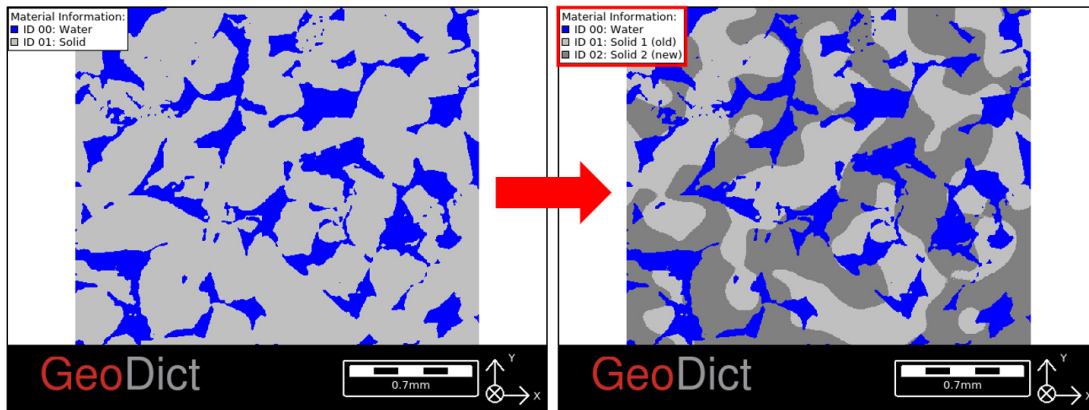 Material Information:
ID 00: Water
ID 01: Solid
GeoDict
0.7mm
Y
X
Material Information:
ID 00: Water
ID 01: Solid 1 (old)
ID 02: Solid 2 (new)
GeoDict
0.7mm
Y
X